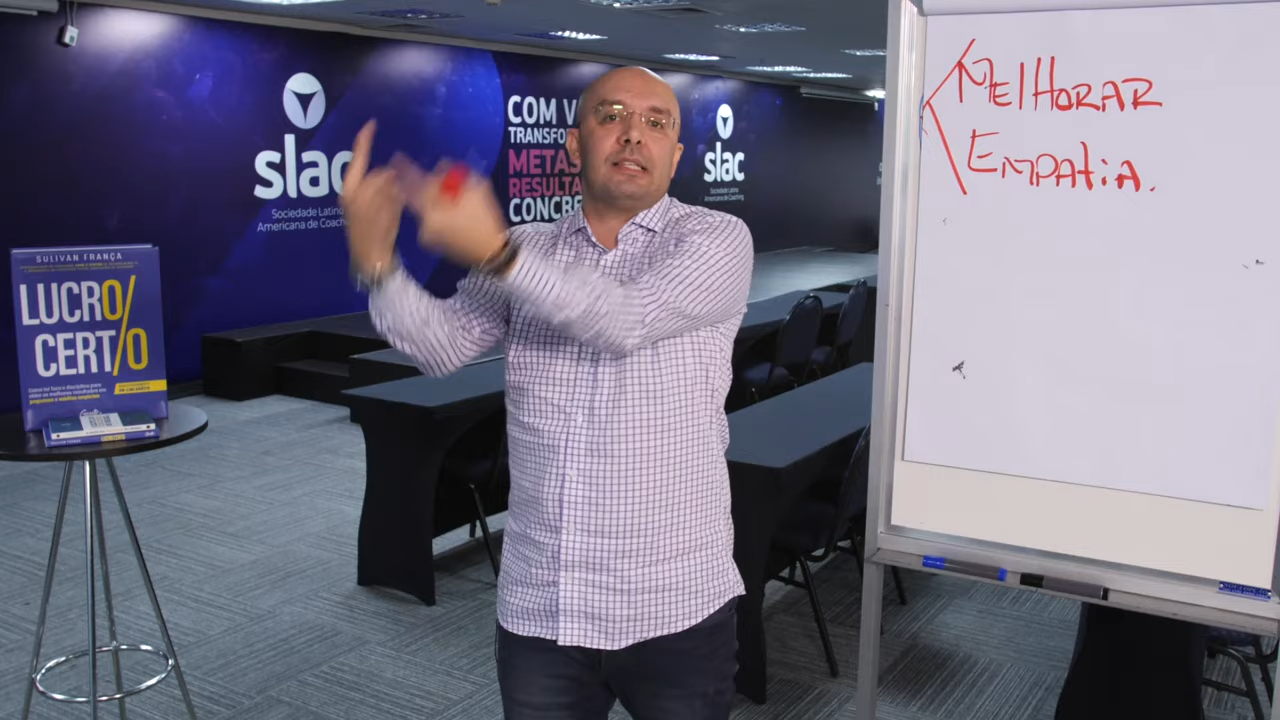 slac
Sociedade Latino
Americana de Coach
COM V
TRANSFO
METAS
RESULTA
CONCRE
slac
Sociedade Latino
Americana de Coaching
MElHORAR
EMPATiA.
SULIVAN FRANÇA
LUCRO
CERTO